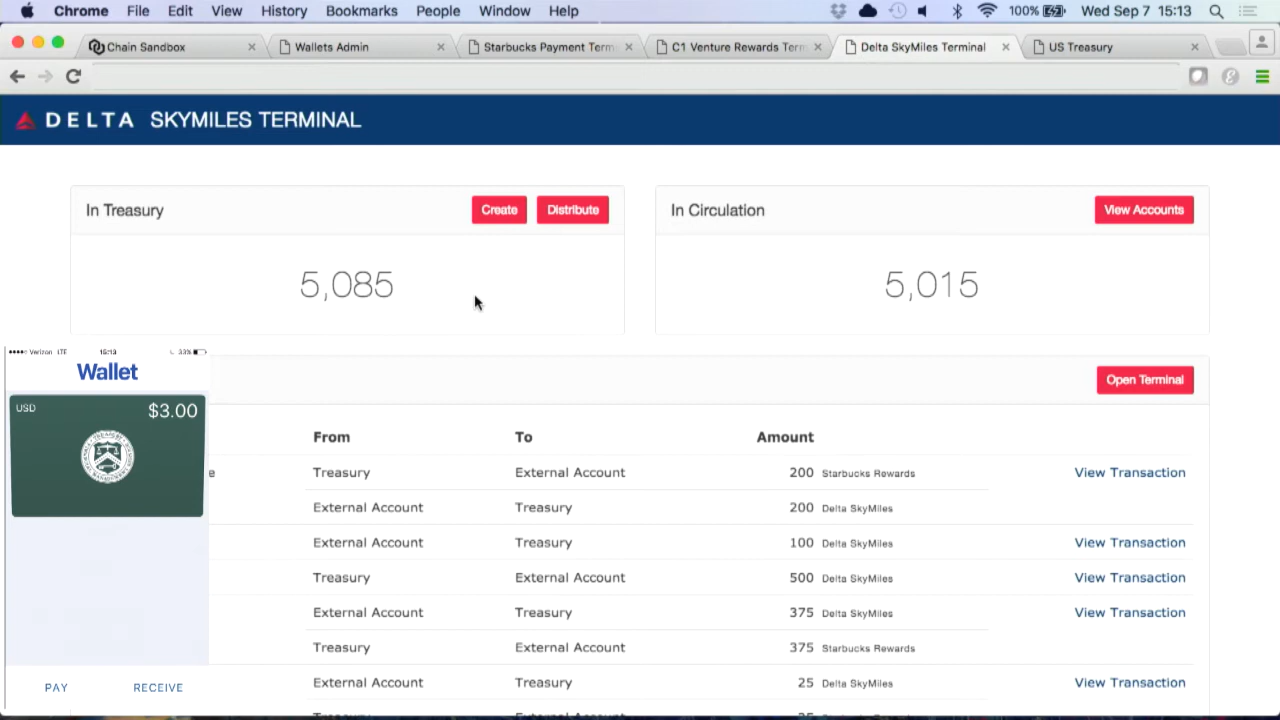 Chrome File Edit View History Bookmarks People Window Help 100% Wed Sep 7 15:13
Chain Sandbox Wallets Admin Starbucks Payment Term C1 Venture Rewards Term Delta SkyMiles Terminal US Treasury
DELTA SKYMILES TERMINAL
In Treasury Create Distribute In Circulation View Accounts
5,085 5,015
Open Terminal
From To Amount
e Treasury External Account 200 Starbucks Rewards View Transaction
External Account Treasury 200 Delta SkyMiles
External Account Treasury 100 Delta SkyMiles View Transaction
Treasury External Account 500 Delta SkyMiles View Transaction
External Account Treasury 375 Delta SkyMiles View Transaction
Treasury External Account 375 Starbucks Rewards
External Account Treasury 25 Delta SkyMiles View Transaction
Verizon LTE 15:13 33%
Wallet
USD $3.00
PAY RECEIVE